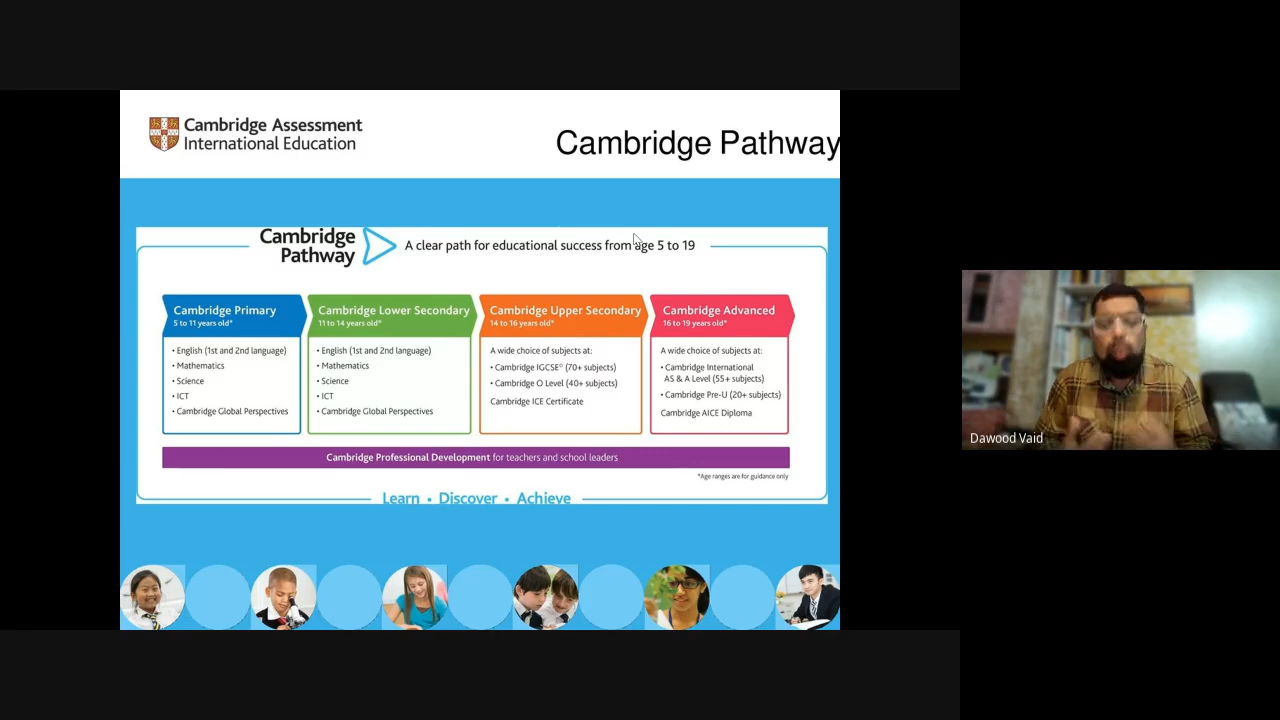 Cambridge Assessment
International Education
Cambridge Pathway
Cambridge
Pathway
A clear path for educational success from age 5 to 19
Cambridge Primary
5 to 11 years old*
• English (1st and 2nd language)
• Mathematics
• Science
• ICT
• Cambridge Global Perspectives
Cambridge Lower Secondary
11 to 14 years old*
• English (1st and 2nd language)
• Mathematics
• Science
• ICT
• Cambridge Global Perspectives
Cambridge Upper Secondary
14 to 16 years old*
A wide choice of subjects at:
• Cambridge IGCSE® (70+ subjects)
• Cambridge O Level (40+ subjects)
Cambridge ICE Certificate
Cambridge Advanced
16 to 19 years old*
A wide choice of subjects at:
• Cambridge International
AS & A Level (55+ subjects)
• Cambridge Pre-U (20+ subjects)
Cambridge AICE Diploma
Cambridge Professional Development for teachers and school leaders
*Age ranges are for guidance only
Learn • Discover • Achieve
Dawood Vaid